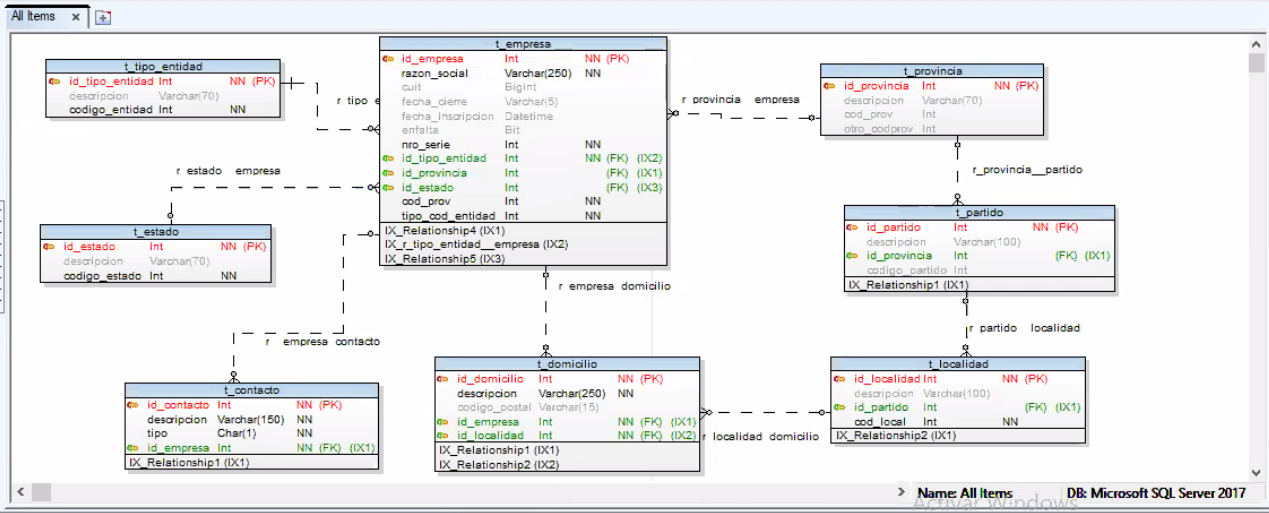 All Items
t_tipo_entidad
id_tipo_entidad Int NN (PK)
descripcion Varchar(70)
codigo_entidad Int NN
r tipo e
t_empresa
id_empresa Int NN (PK)
razon_social Varchar(250) NN
cuit Bigint
fecha_cierre Varchar(5)
fecha_inscripcion Datetime
enfalta Bit
nro_serie Int NN
id_tipo_entidad Int NN (FK) (IX2)
id_provincia Int (FK) (IX1)
id_estado Int (FK) (IX3)
cod_prov Int NN
tipo_cod_entidad Int NN
IX_Relationship4 (IX1)
IX_r_tipo_entidad__empresa (IX2)
IX_Relationship5 (IX3)
r provincia empresa
t_provincia
id_provincia Int NN (PK)
descripcion Varchar(70)
cod_prov Int
otro_codprov Int
r_provincia__partido
r estado empresa
t_estado
id_estado Int NN (PK)
descripcion Varchar(70)
codigo_estado Int NN
t_partido
id_partido Int NN (PK)
descripcion Varchar(100)
id_provincia Int (FK) (IX1)
codigo_partido Int
IX_Relationship1 (IX1)
r empresa domicilio
r partido localidad
r empresa contacto
t_contacto
id_contacto Int NN (PK)
descripcion Varchar(150) NN
tipo Char(1) NN
id_empresa Int NN (FK) (IX1)
IX_Relationship1 (IX1)
t_domicilio
id_domicilio Int NN (PK)
descripcion Varchar(250) NN
codigo_postal Varchar(15)
id_empresa Int NN (FK) (IX1)
id_localidad Int NN (FK) (IX2)
IX_Relationship1 (IX1)
IX_Relationship2 (IX2)
r localidad domicilio
t_localidad
id_localidad Int NN (PK)
descripcion Varchar(100)
id_partido Int (FK) (IX1)
cod_local Int NN
IX_Relationship2 (IX1)
Name: All Items DB: Microsoft SQL Server 2017
Activar Windows